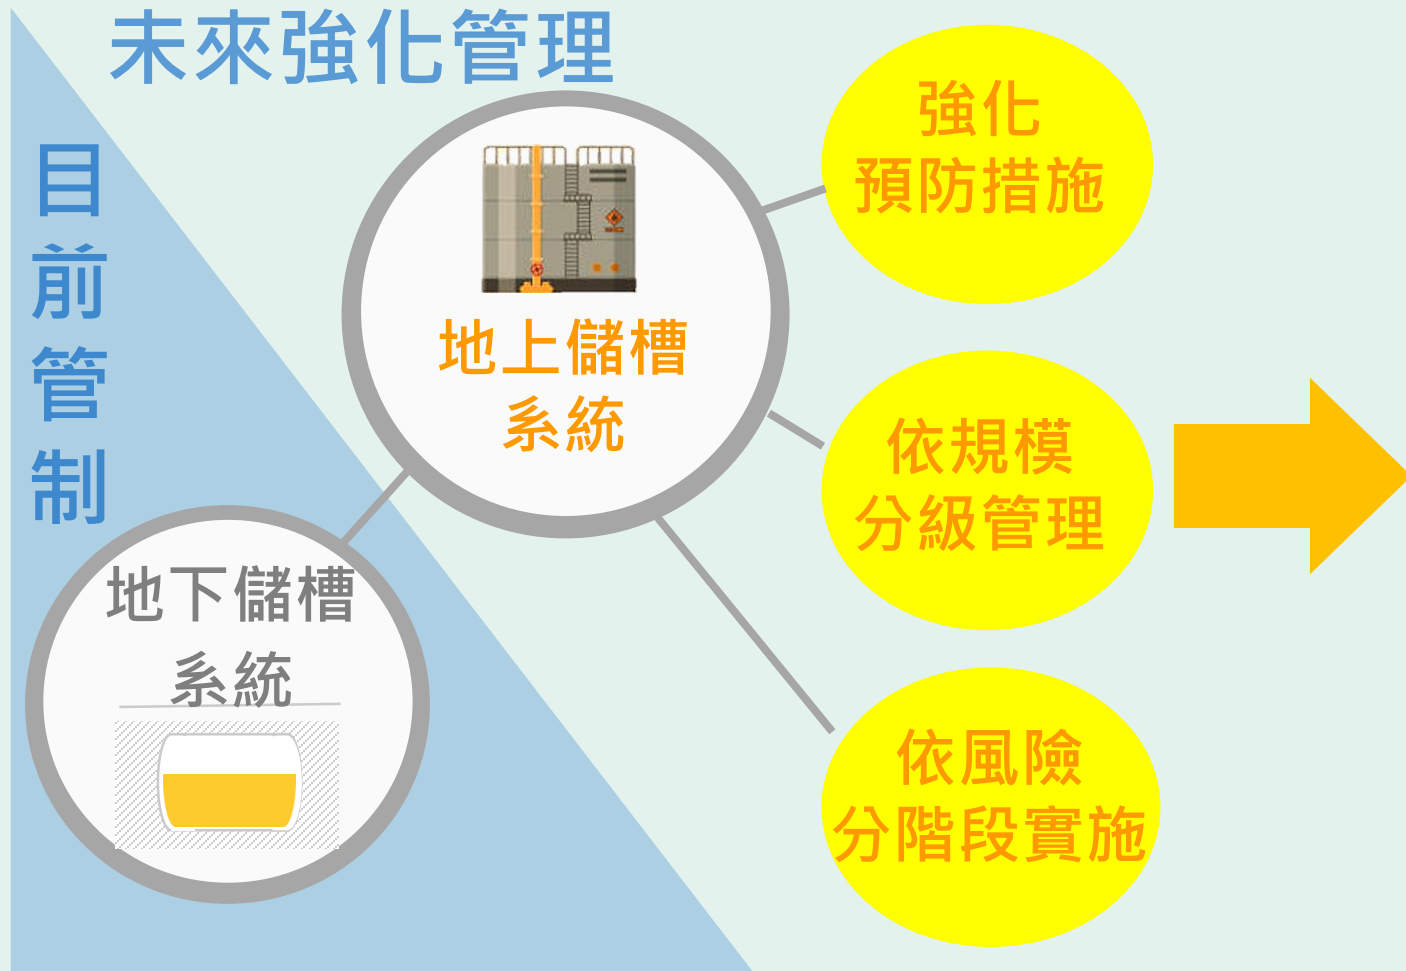 未來強化管理
目前管制
地上儲槽
系統
地下儲槽
系統
強化
預防措施
依規模
分級管理
依風險
分階段實施